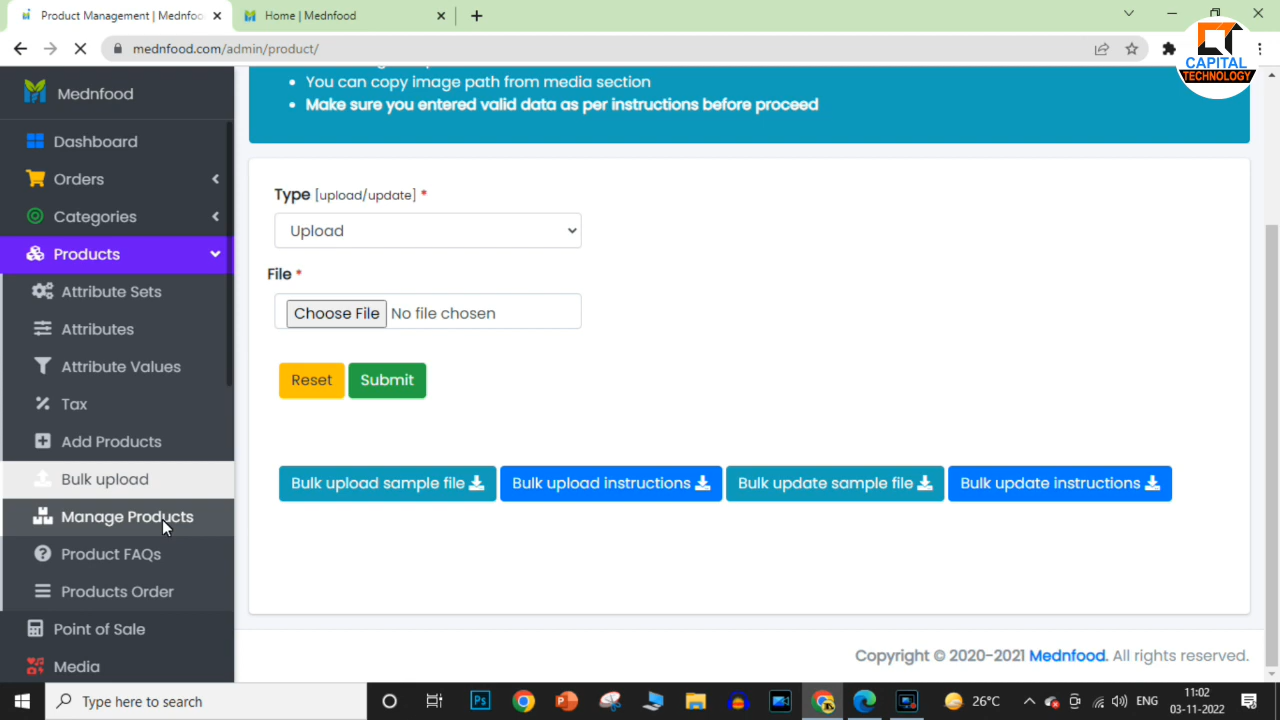 Product Management | Mednfoo
Home | Mednfood
mednfood.com/admin/product/
CAPITAL
TECHNOLOGY
Mednfood
Dashboard
Orders
Categories
Products
Attribute Sets
Attributes
Attribute Values
Tax
Add Products
Bulk upload
Manage Products
Product FAQs
Products Order
Point of Sale
Media
You can copy image path from media section
Make sure you entered valid data as per instructions before proceed
Type [upload/update] *
Upload
File *
Choose File No file chosen
Reset Submit
Bulk upload sample file Bulk upload instructions Bulk update sample file Bulk update instructions
Copyright © 2020-2021 Mednfood. All rights reserved.
Type here to search
26°C
ENG
11:02
03-11-2022